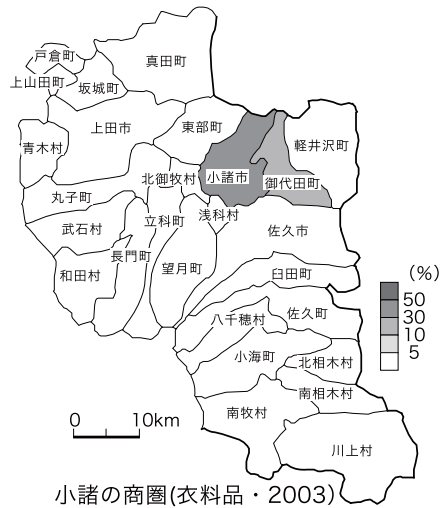 戸倉町
真田町
上山田町
坂城町
上田市
東部町
軽井沢町
青木村
北御牧村
小諸市
御代田町
丸子町
浅科村
武石村
立科町
佐久市
長門町
望月町
和田村
臼田町
(%)
50
30
10
5
八千穂村
佐久町
小海町
北相木村
南相木村
南牧村
川上村
0 10km
小諸の商圏(衣料品・2003)